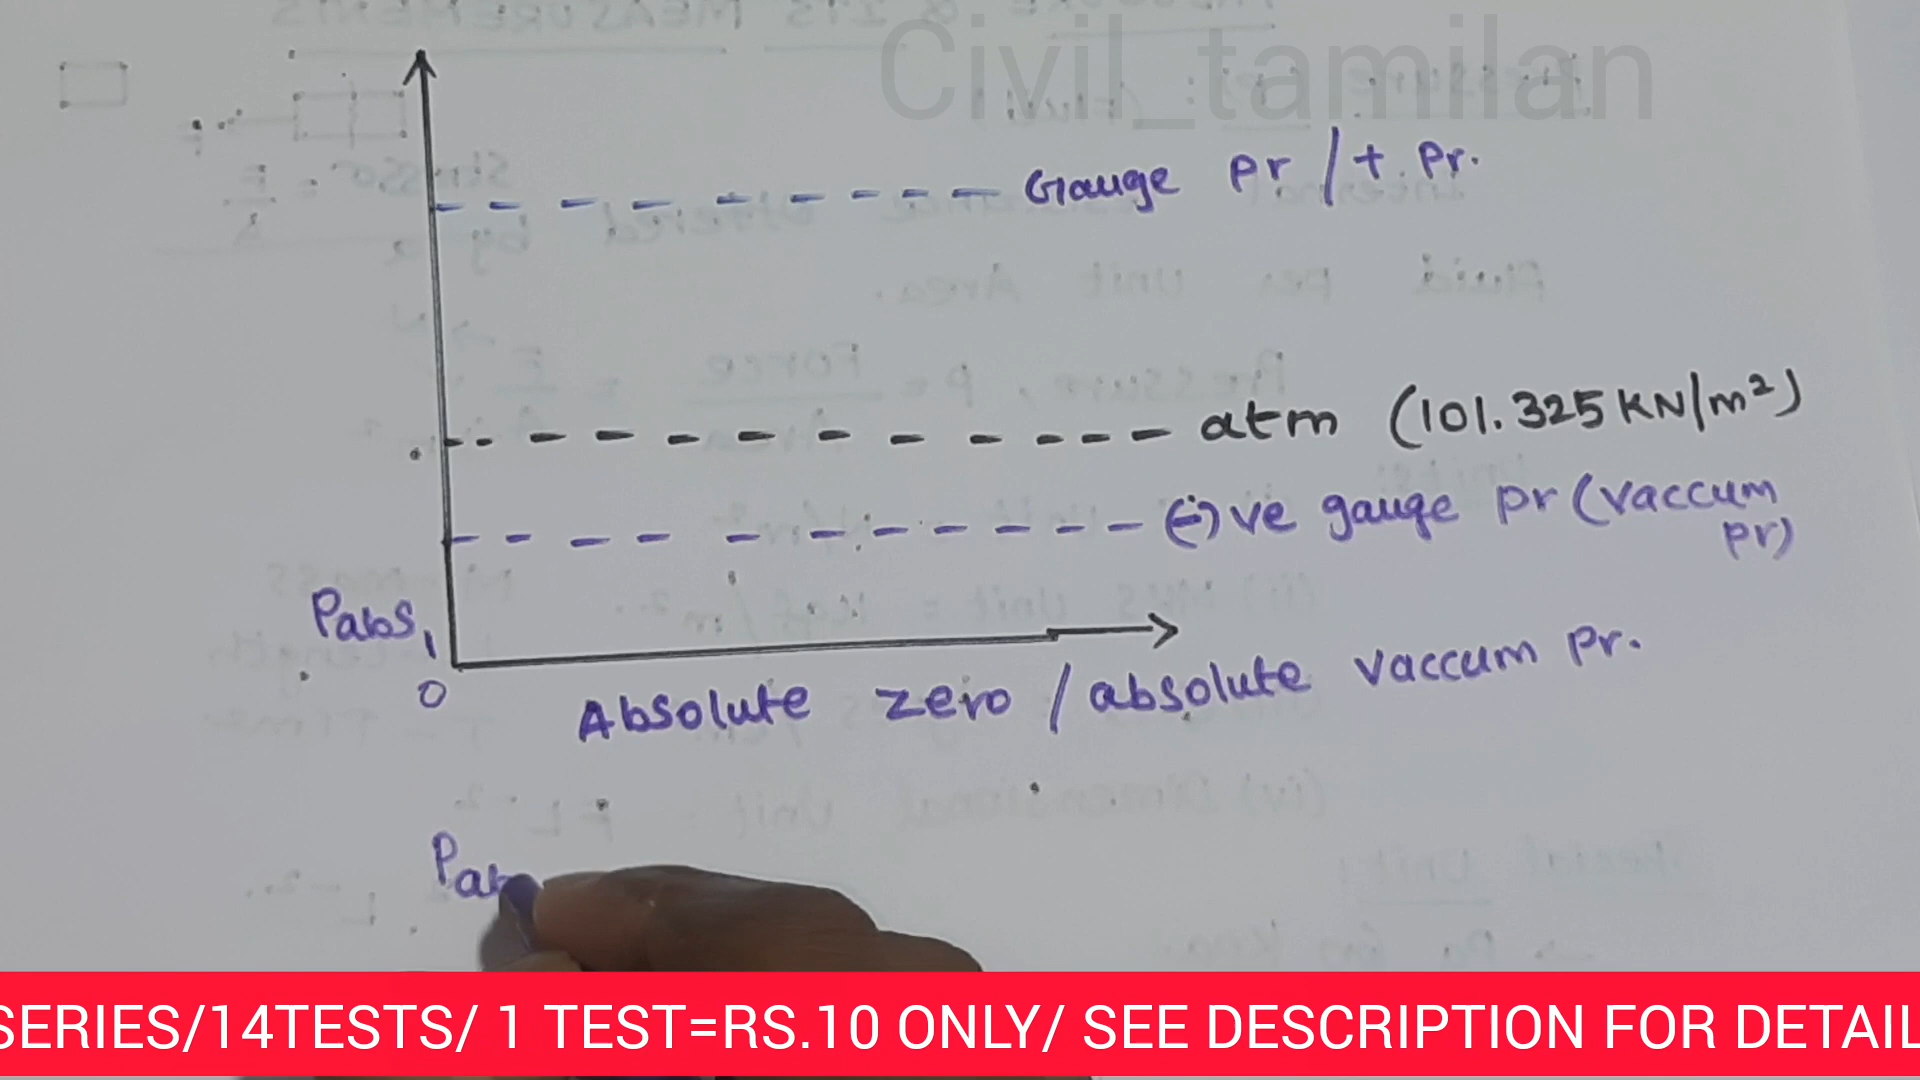 Civil_tamilan
Gauge pr / + Pr.
atm (101.325 KN/m²)
(-)ve gauge pr (vaccum
pr)
Pabs,
0
Absolute zero / absolute vaccum pr.
Pab
SERIES/14TESTS/ 1 TEST=RS.10 ONLY/ SEE DESCRIPTION FOR DETAIL